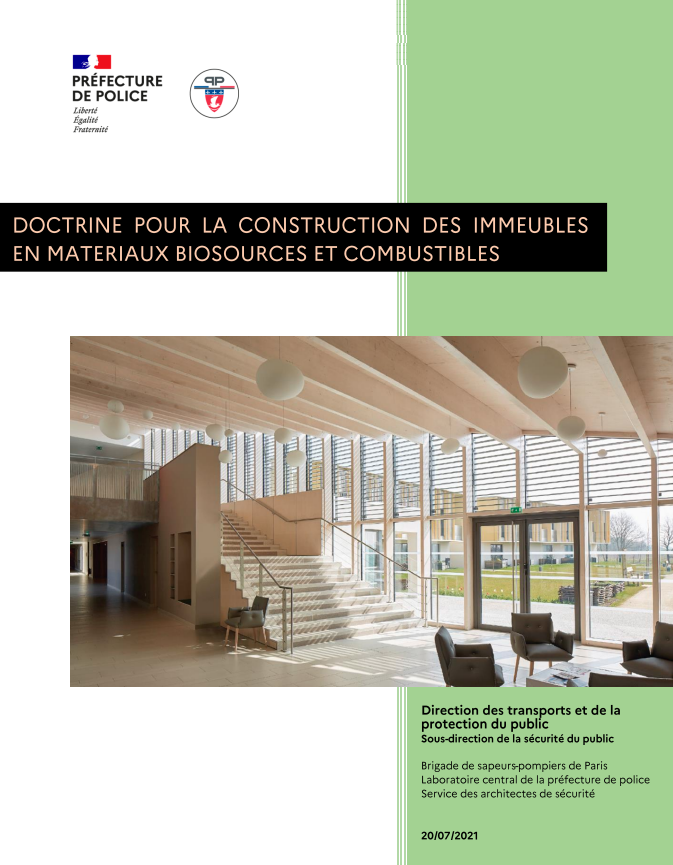 PRÉFECTURE
DE POLICE
Liberté
Égalité
Fraternité
PP
DOCTRINE POUR LA CONSTRUCTION DES IMMEUBLES
EN MATERIAUX BIOSOURCES ET COMBUSTIBLES
Direction des transports et de la
protection du public
Sous-direction de la sécurité du public
Brigade de sapeurs-pompiers de Paris
Laboratoire central de la préfecture de police
Service des architectes de sécurité
20/07/2021